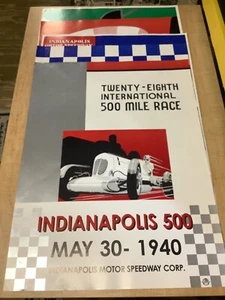 INDIANAPOLIS
TWENTY-EIGHTH
INTERNATIONAL
500 MILE RACE
INDIANAPOLIS 500
MAY 30- 1940
INDIANAPOLIS MOTOR SPEEDWAY CORP.